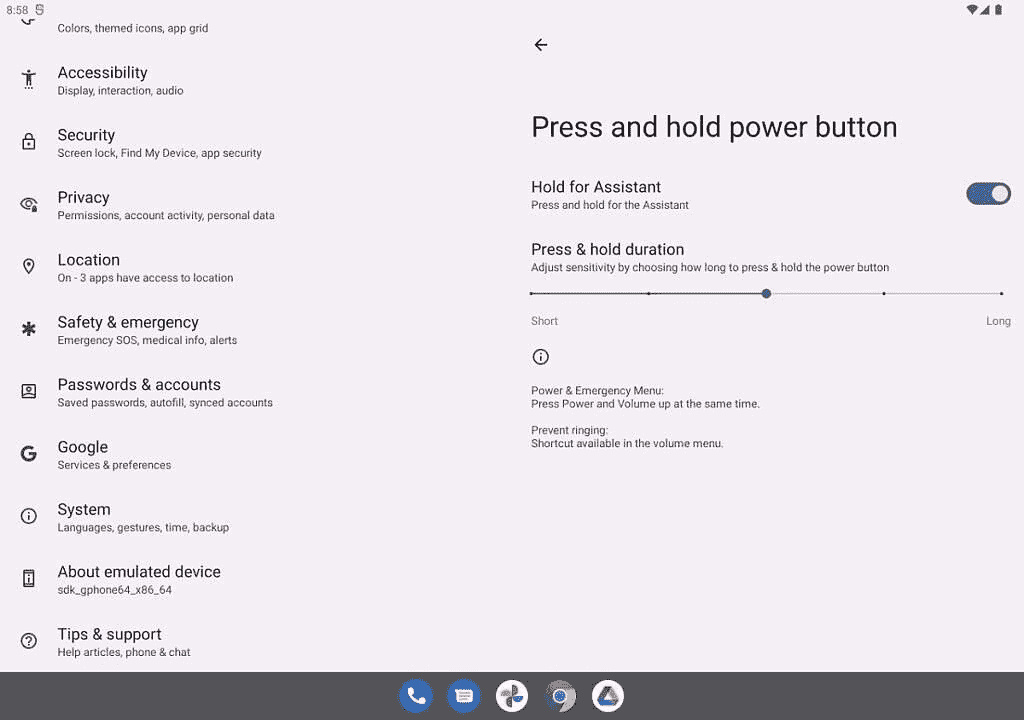 8:58
Colors, themed icons, app grid
Accessibility
Display, interaction, audio
Security
Screen lock, Find My Device, app security
Privacy
Permissions, account activity, personal data
Location
On - 3 apps have access to location
Safety & emergency
Emergency SOS, medical info, alerts
Passwords & accounts
Saved passwords, autofill, synced accounts
Google
Services & preferences
System
Languages, gestures, time, backup
About emulated device
sdk_gphone64_x86_64
Tips & support
Help articles, phone & chat
Press and hold power button
Hold for Assistant
Press and hold for the Assistant
Press & hold duration
Adjust sensitivity by choosing how long to press & hold the power button
Short
Long
Power & Emergency Menu:
Press Power and Volume up at the same time.
Prevent ringing:
Shortcut available in the volume menu.